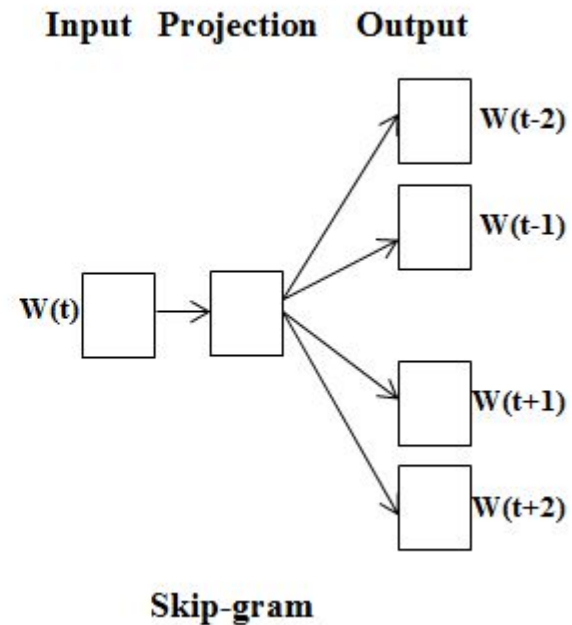 Input Projection Output
W(t-2)
W(t-1)
W(t)
W(t+1)
W(t+2)
Skip-gram